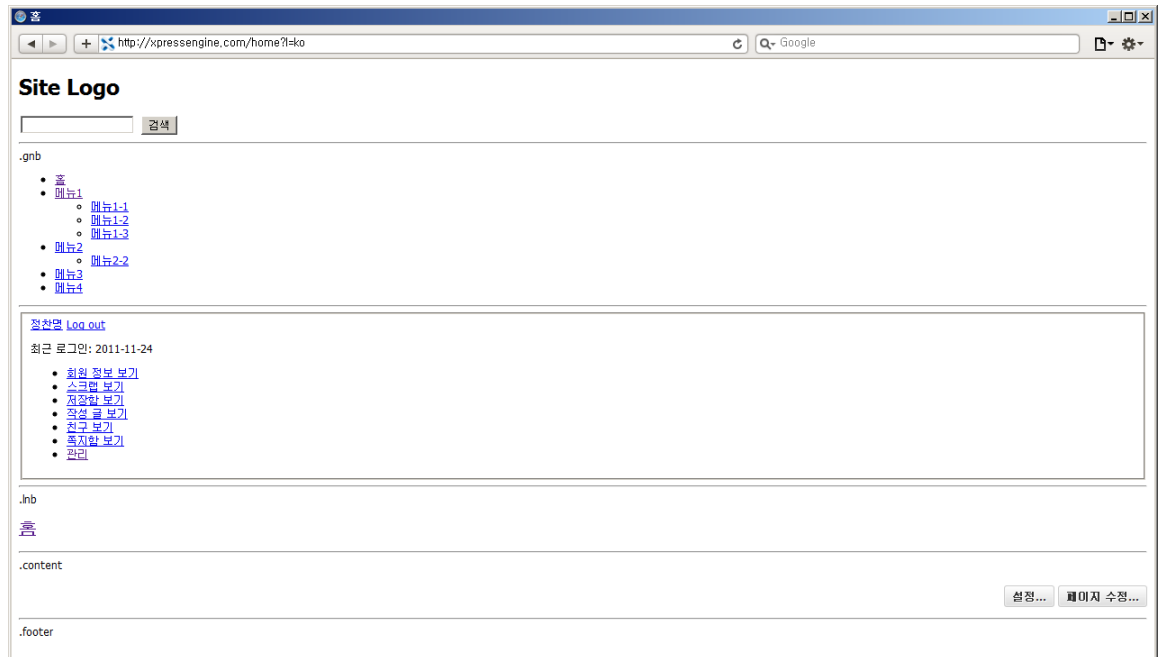 홈
http://xpressengine.com/home?l=ko
Google
Site Logo
검색
.gnb
홈
메뉴1
메뉴1-1
메뉴1-2
메뉴1-3
메뉴2
메뉴2-2
메뉴3
메뉴4
정찬명 Log out
최근 로그인: 2011-11-24
회원 정보 보기
스크랩 보기
저장함 보기
작성 글 보기
친구 보기
쪽지함 보기
관리
.lnb
홈
.content
설정... 페이지 수정...
.footer